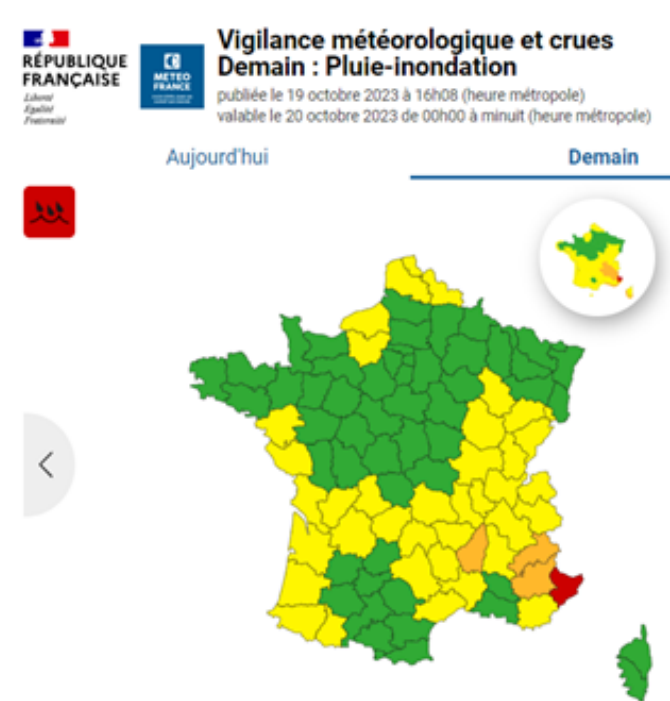 RÉPUBLIQUE
FRANÇAISE
Liberté
Égalité
Fraternité
METEO
FRANCE
Vigilance météorologique et crues
Demain : Pluie-inondation
publiée le 19 octobre 2023 à 16h08 (heure métropole)
valable le 20 octobre 2023 de 00h00 à minuit (heure métropole)
Aujourd'hui
Demain